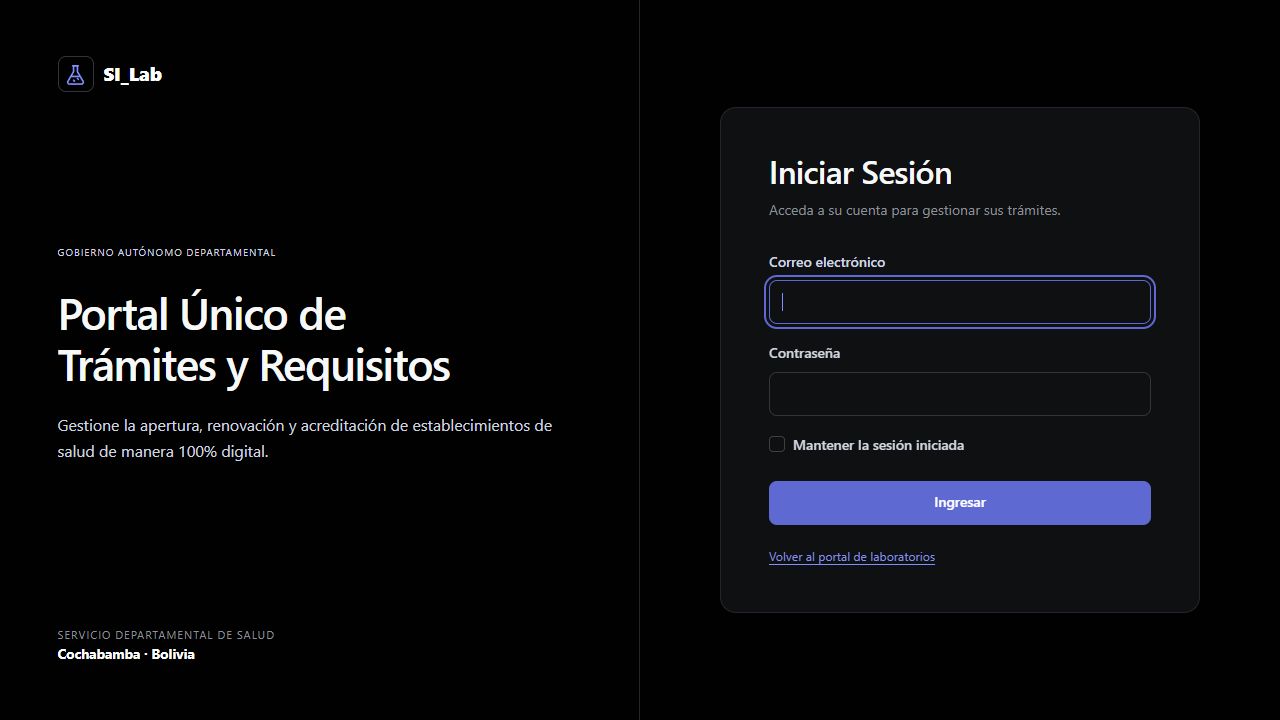 SI_Lab
GOBIERNO AUTÓNOMO DEPARTAMENTAL
Portal Único de
Trámites y Requisitos
Gestione la apertura, renovación y acreditación de establecimientos de
salud de manera 100% digital.
SERVICIO DEPARTAMENTAL DE SALUD
Cochabamba · Bolivia
Iniciar Sesión
Acceda a su cuenta para gestionar sus trámites.
Correo electrónico
Contraseña
Mantener la sesión iniciada
Ingresar
Volver al portal de laboratorios